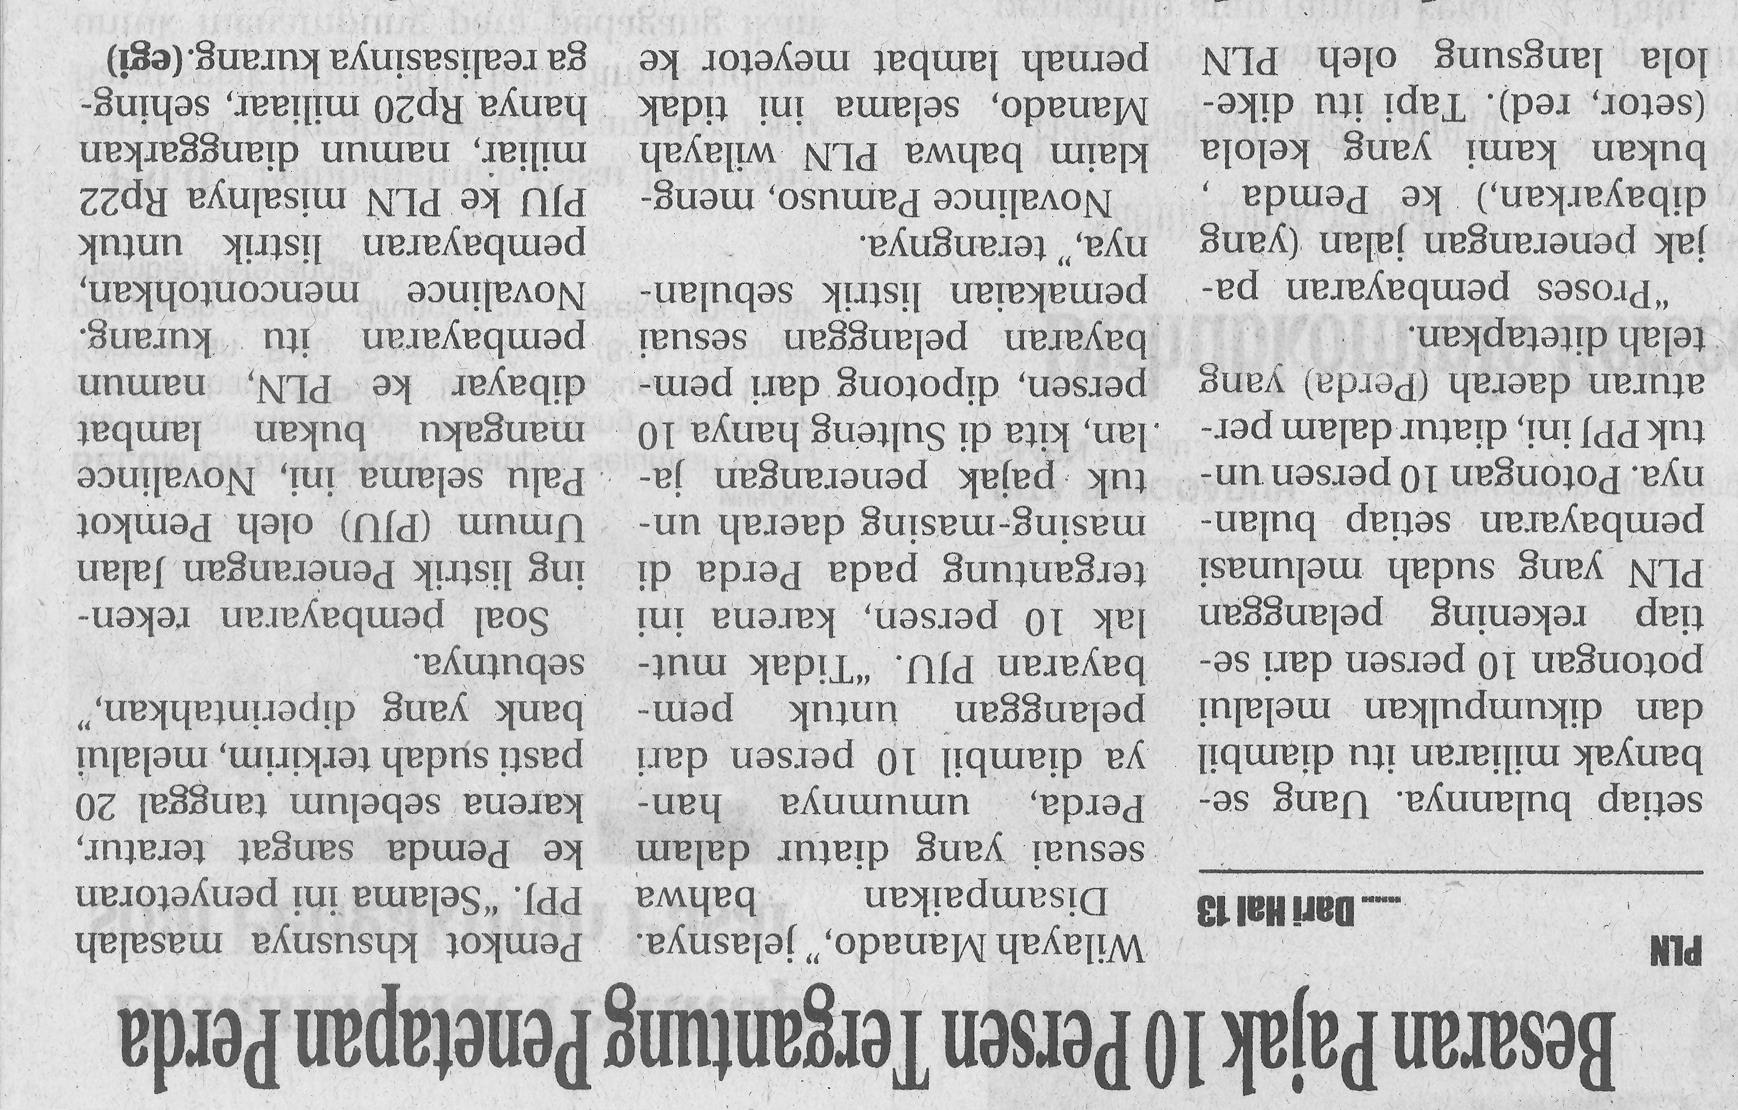 Besaran Pajak 10 Persen Tergantung Penetapan Perda
PLN
...... Dari Hal 13
setiap bulannya. Uang se-
banyak miliaran itu diambil
dan dikumpulkan melalui
potongan 10 persen dari se-
tiap rekening pelanggan
PLN yang sudah melunasi
pembayaran setiap bulan-
nya. Potongan 10 persen un-
tuk PPJ ini, diatur dalam per-
aturan daerah (Perda) yang
telah ditetapkan.
"Proses pembayaran pa-
jak penerangan jalan (yang
dibayarkan,) ke Pemda ,
bukan kami yang kelola
(setor, red). Tapi itu dike-
lola langsung oleh PLN
Wilayah Manado," jelasnya.
Disampaikan bahwa
sesuai yang diatur dalam
Perda, umumnya han-
ya diambil 10 persen dari
pelanggan untuk pem-
bayaran PJU. "Tidak mut-
lak 10 persen, karena ini
tergantung pada Perda di
masing-masing daerah un-
tuk pajak penerangan ja-
lan, kita di Sulteng hanya 10
persen, dipotong dari pem-
bayaran pelanggan sesuai
pemakaian listrik sebulan-
nya," terangnya.
Novalince Pamuso, meng-
klaim bahwa PLN wilayah
Manado, selama ini tidak
pernah lambat meyetor ke
Pemkot khsusnya masalah
PPJ. "Selama ini penyetoran
ke Pemda sangat teratur,
karena sebelum tanggal 20
pasti sudah terkirim, melalui
bank yang diperintahkan,"
sebutnya.
Soal pembayaran reken-
ing listrik Penerangan Jalan
Umum (PJU) oleh Pemkot
Palu selama ini, Novalince
mangaku bukan lambat
dibayar ke PLN, namun
pembayaran itu kurang.
Novalince mencontohkan,
pembayaran listrik untuk
PJU ke PLN misalnya Rp22
miliar, namun dianggarkan
hanya Rp20 miliaar, sehing-
ga realisasinya kurang.(egi)